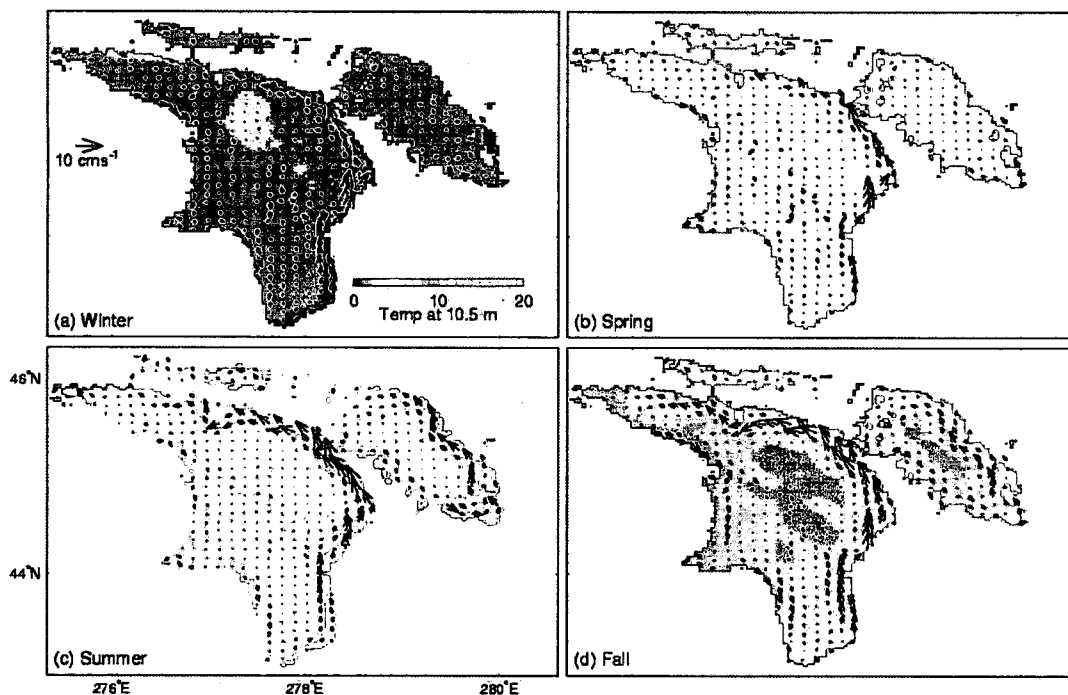 10 cms⁻¹
0 10 20
Temp at 10.5 m
(a) Winter
(b) Spring
46°N
44°N
(c) Summer
(d) Fall
276°E 278°E 280°E